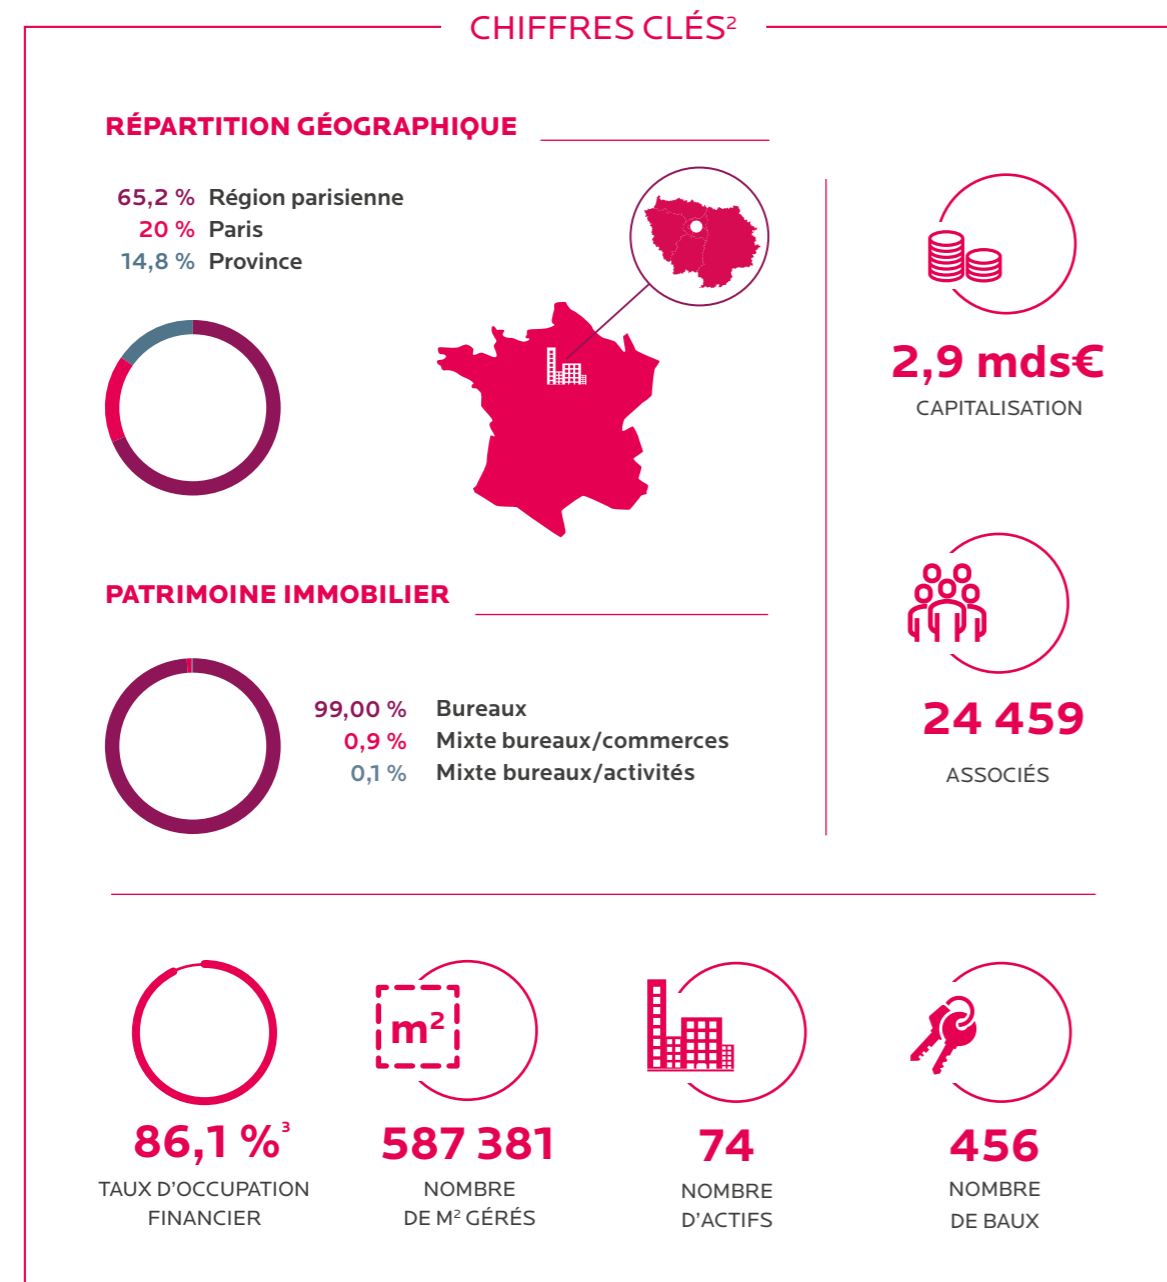 CHIFFRES CLÉS²
RÉPARTITION GÉOGRAPHIQUE
65,2 % Région parisienne
20 % Paris
14,8 % Province
2,9 mds€
CAPITALISATION
PATRIMOINE IMMOBILIER
99,00 % Bureaux
0,9 % Mixte bureaux/commerces
0,1 % Mixte bureaux/activités
24 459
ASSOCIÉS
86,1 %³
TAUX D'OCCUPATION
FINANCIER
m²
587 381
NOMBRE
DE M² GÉRÉS
74
NOMBRE
D'ACTIFS
456
NOMBRE
DE BAUX